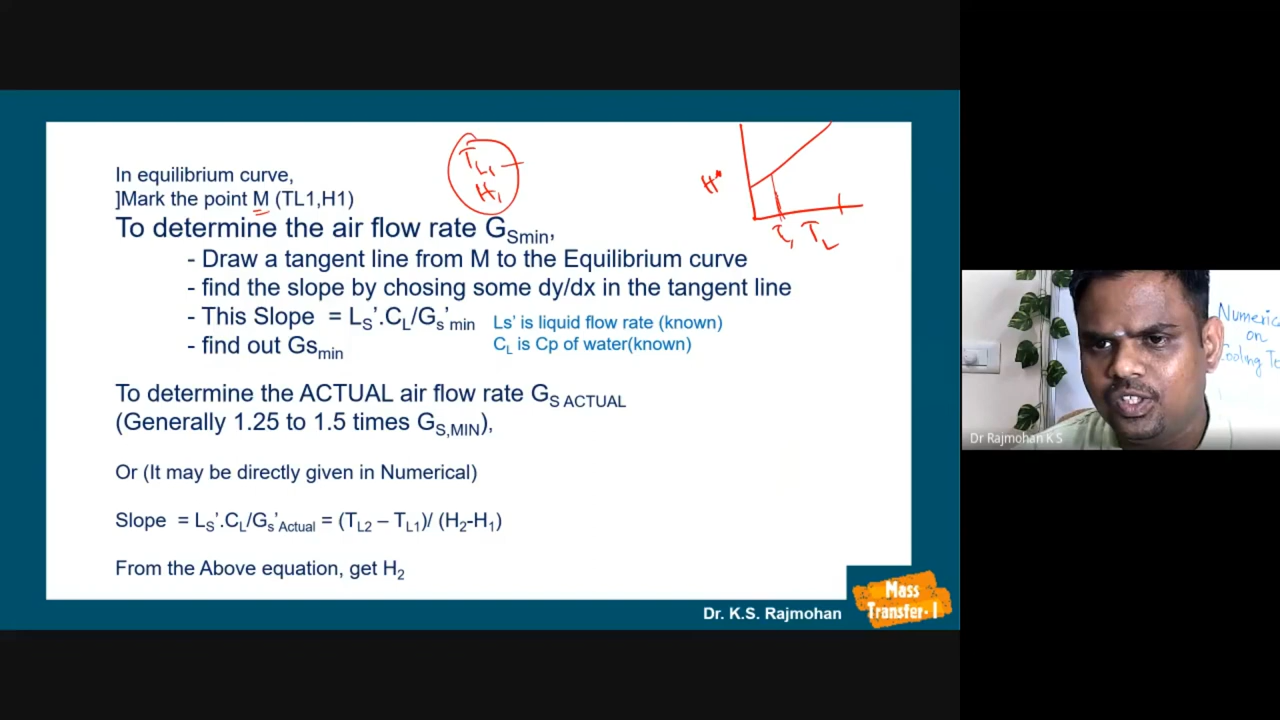 In equilibrium curve,
]Mark the point M (TL1,H1)
To determine the air flow rate GSmin,
- Draw a tangent line from M to the Equilibrium curve
- find the slope by chosing some dy/dx in the tangent line
- This Slope = LS’.CL/Gs’min
Ls’ is liquid flow rate (known)
CL is Cp of water(known)
- find out Gsmin
To determine the ACTUAL air flow rate GS ACTUAL
(Generally 1.25 to 1.5 times GS,MIN),
Or (It may be directly given in Numerical)
Slope = LS’.CL/Gs’Actual = (TL2 – TL1)/ (H2-H1)
From the Above equation, get H2
TL1
H1
H*
TL
Dr. K.S. Rajmohan
Mass
Transfer-1
Numeric
on
Cooling Te
Dr Rajmohan K S